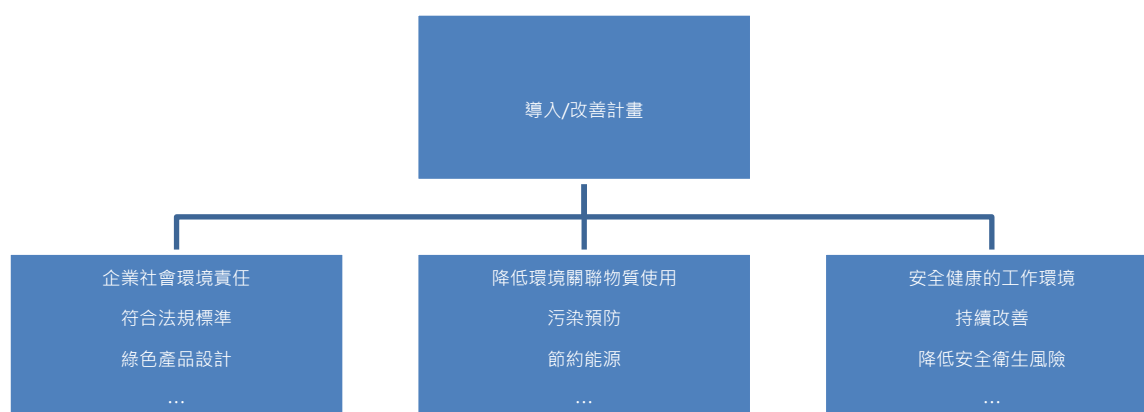 導入/改善計畫
企業社會環境責任
符合法規標準
綠色產品設計
…
降低環境關聯物質使用
污染預防
節約能源
…
安全健康的工作環境
持續改善
降低安全衛生風險
…